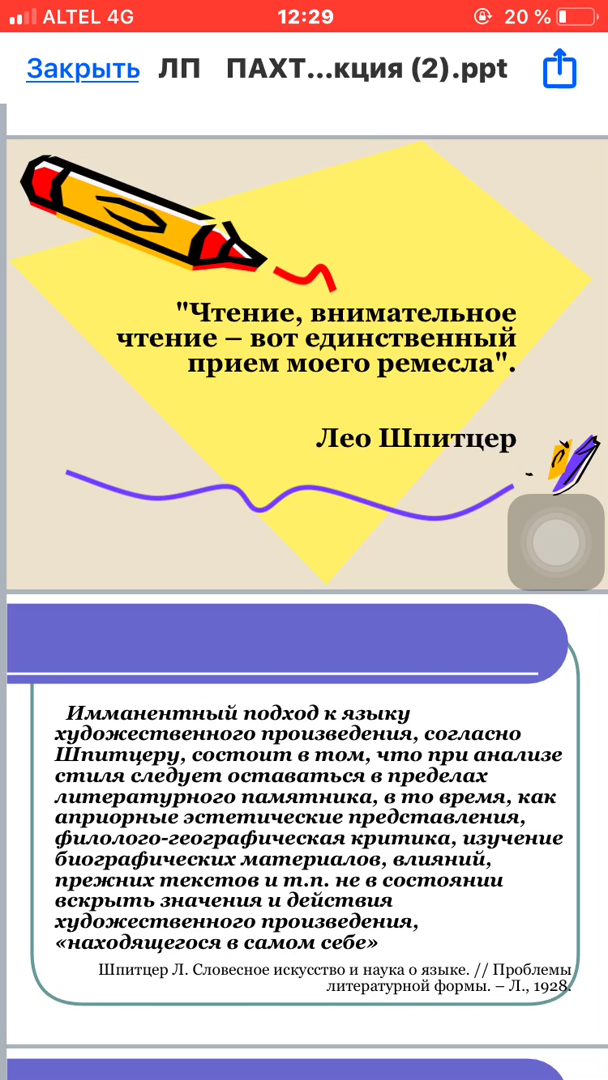 ALTEL 4G 12:29 20 %
Закрыть ЛП ПАХТ...кция (2).ppt
"Чтение, внимательное
чтение – вот единственный
прием моего ремесла".
Лео Шпитцер
Имманентный подход к языку
художественного произведения, согласно
Шпитцеру, состоит в том, что при анализе
стиля следует оставаться в пределах
литературного памятника, в то время, как
априорные эстетические представления,
филолого-географическая критика, изучение
биографических материалов, влияний,
прежних текстов и т.п. не в состоянии
вскрыть значения и действия
художественного произведения,
«находящегося в самом себе»
Шпитцер Л. Словесное искусство и наука о языке. // Проблемы
литературной формы. – Л., 1928.